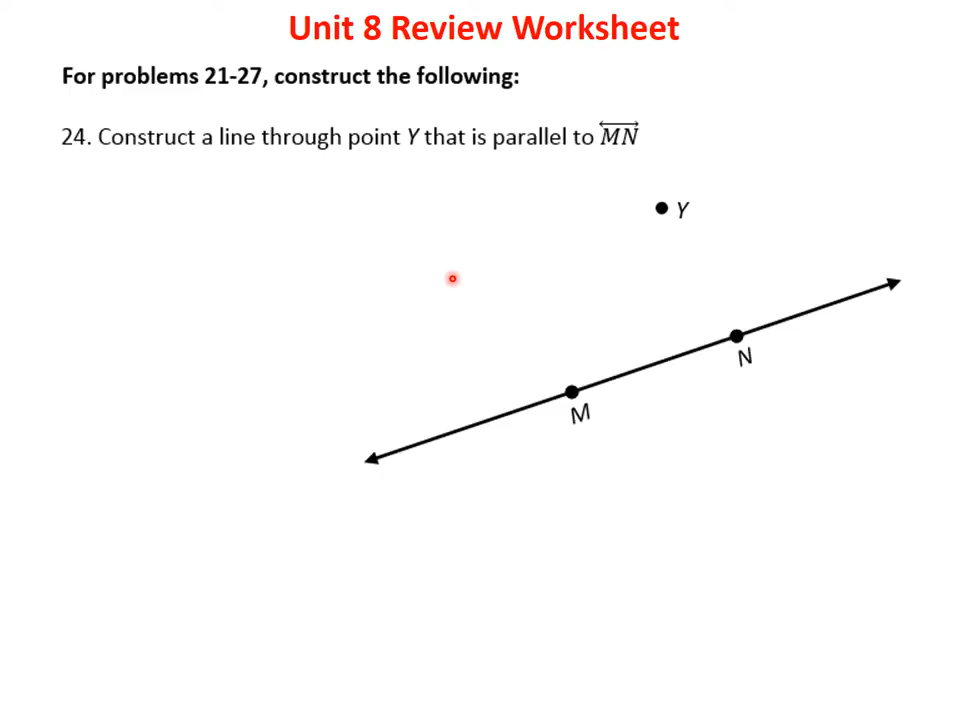 Unit 8 Review Worksheet
For problems 21-27, construct the following:
24. Construct a line through point Y that is parallel to \overleftrightarrow{MN}
Y
N
M